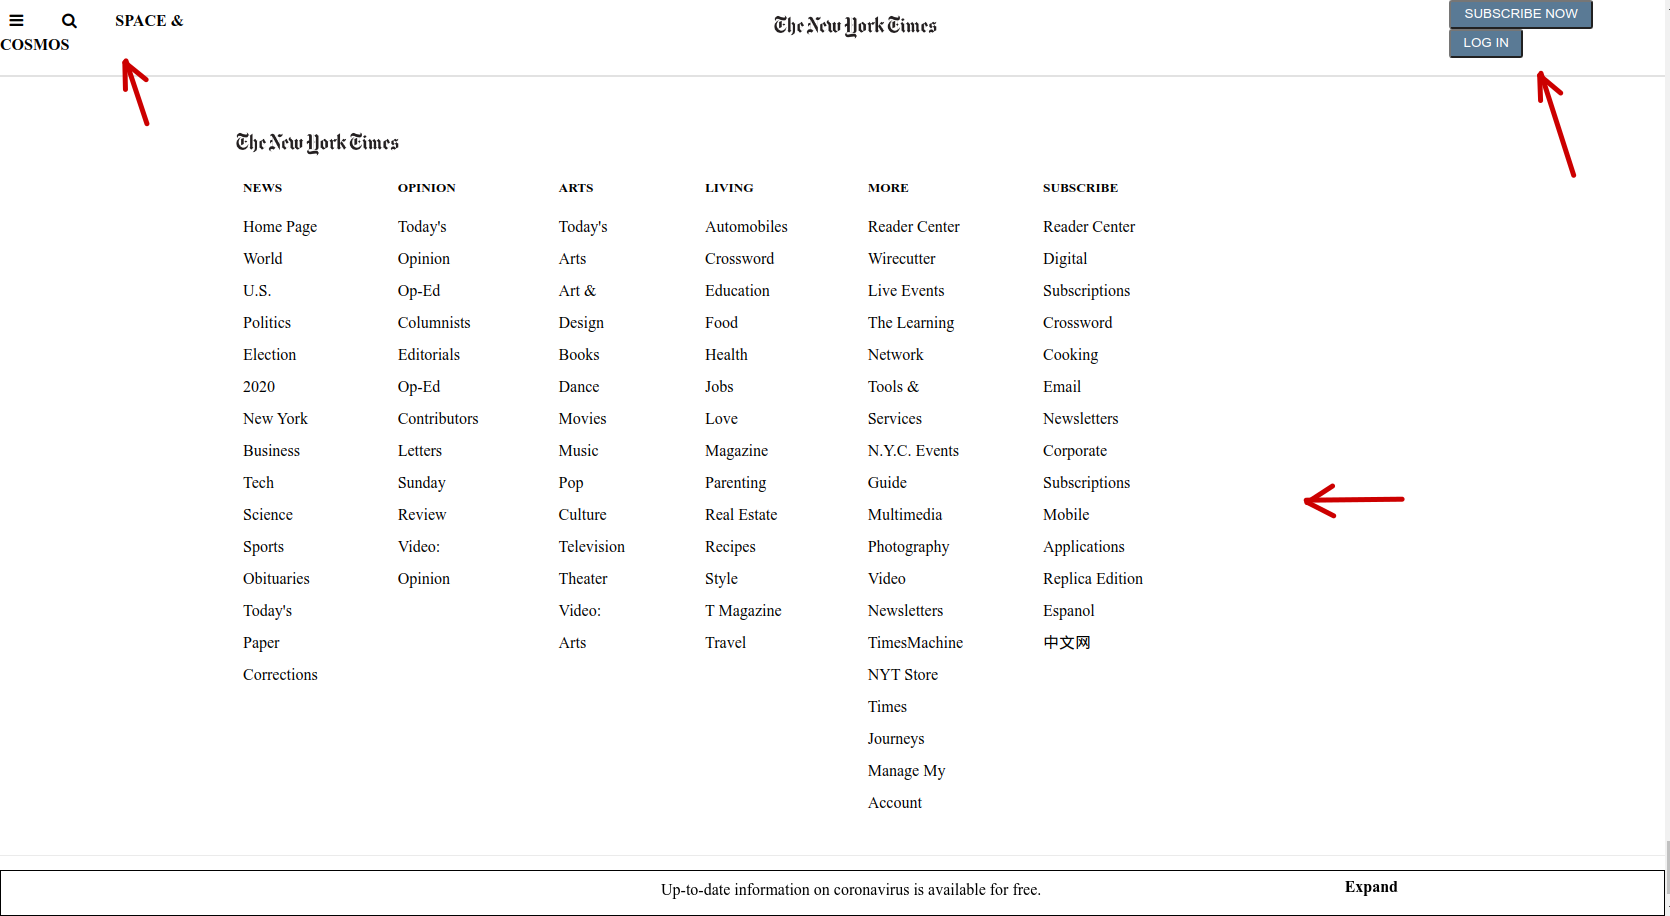 SPACE &
COSMOS
The New York Times
SUBSCRIBE NOW
LOG IN
The New York Times
NEWS
Home Page
World
U.S.
Politics
Election
2020
New York
Business
Tech
Science
Sports
Obituaries
Today's
Paper
Corrections
OPINION
Today's
Opinion
Op-Ed
Columnists
Editorials
Op-Ed
Contributors
Letters
Sunday
Review
Video:
Opinion
ARTS
Today's
Arts
Art &
Design
Books
Dance
Movies
Music
Pop
Culture
Television
Theater
Video:
Arts
LIVING
Automobiles
Crossword
Education
Food
Health
Jobs
Love
Magazine
Parenting
Real Estate
Recipes
Style
T Magazine
Travel
MORE
Reader Center
Wirecutter
Live Events
The Learning
Network
Tools &
Services
N.Y.C. Events
Guide
Multimedia
Photography
Video
Newsletters
TimesMachine
NYT Store
Times
Journeys
Manage My
Account
SUBSCRIBE
Reader Center
Digital
Subscriptions
Crossword
Cooking
Email
Newsletters
Corporate
Subscriptions
Mobile
Applications
Replica Edition
Espanol
中文网
Up-to-date information on coronavirus is available for free.
Expand